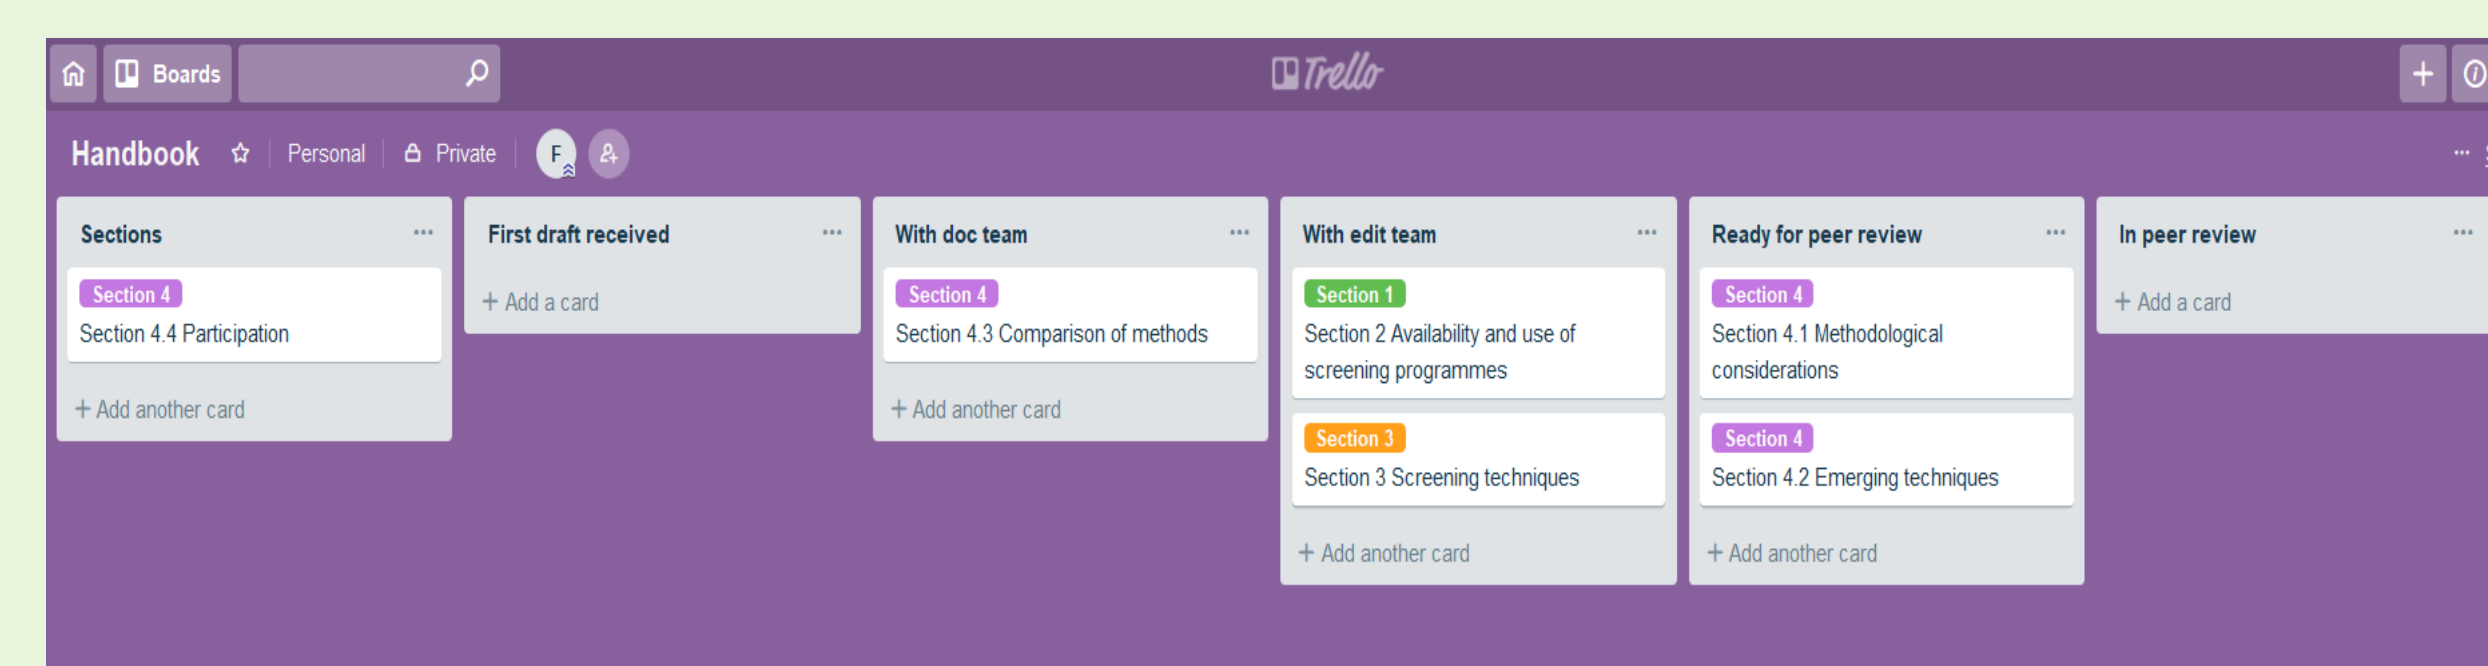 Boards
Trello
Handbook
Personal
Private
F
Sections
Section 4
Section 4.4 Participation
+ Add another card
First draft received
+ Add a card
With doc team
Section 4
Section 4.3 Comparison of methods
+ Add another card
With edit team
Section 1
Section 2 Availability and use of
screening programmes
Section 3
Section 3 Screening techniques
+ Add another card
Ready for peer review
Section 4
Section 4.1 Methodological
considerations
Section 4
Section 4.2 Emerging techniques
+ Add another card
In peer review
+ Add a card